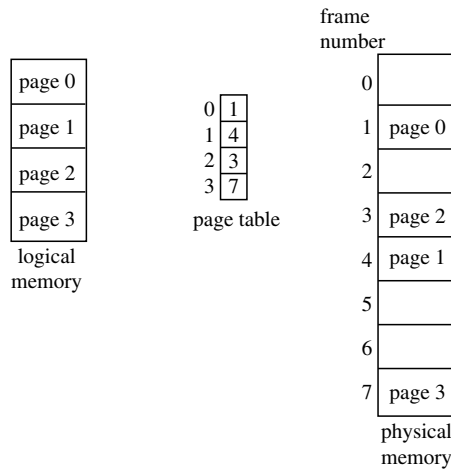 page 0
page 1
page 2
page 3
logical
memory
0 1
1 4
2 3
3 7
page table
frame
number
0
1 page 0
2
3 page 2
4 page 1
5
6
7 page 3
physical
memory